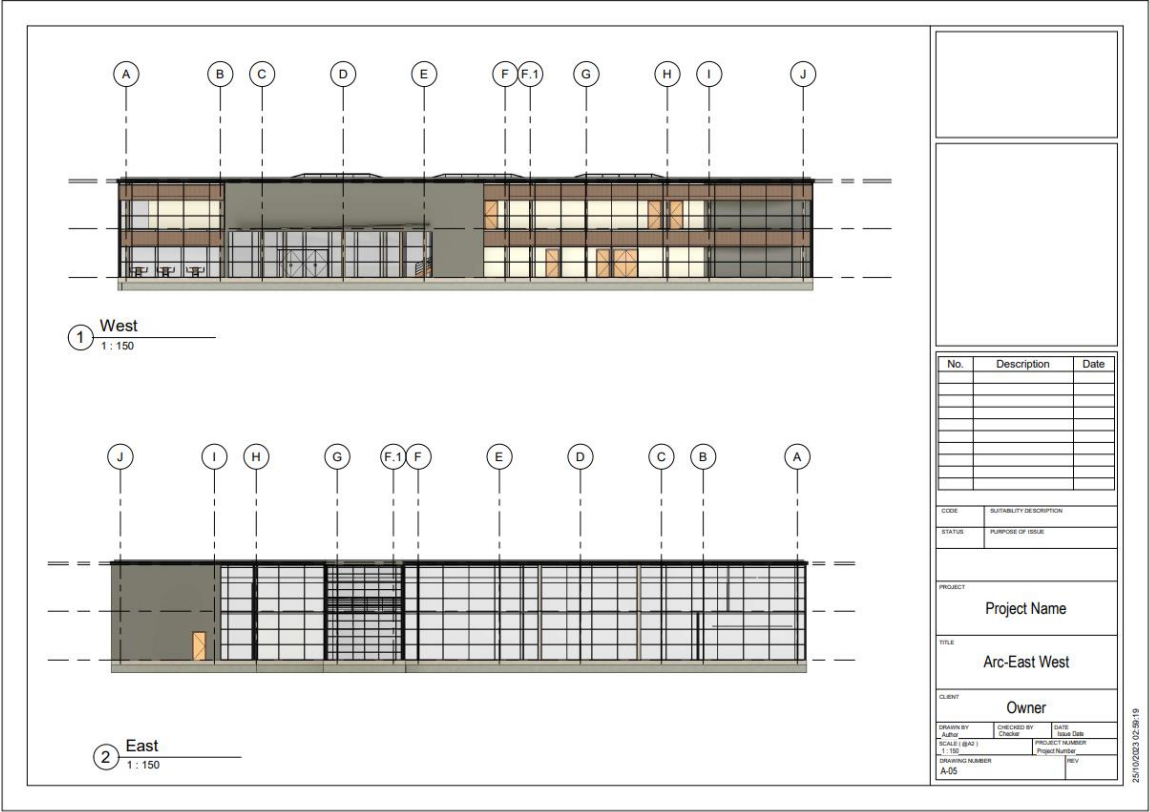 A B C D E F F.1 G H I J
1 West
1 : 150
J I H G F.1 F E D C B A
2 East
1 : 150
No. Description Date
CODE SUITABILITY DESCRIPTION
STATUS PURPOSE OF ISSUE
PROJECT
Project Name
TITLE
Arc-East West
CLIENT
Owner
DRAWN BY CHECKED BY DATE
Author Checker Issue Date
SCALE ( @A2 ) PROJECT NUMBER
1 : 150 Project Number
DRAWING NUMBER REV
A-05
25/10/2023 02:59:19